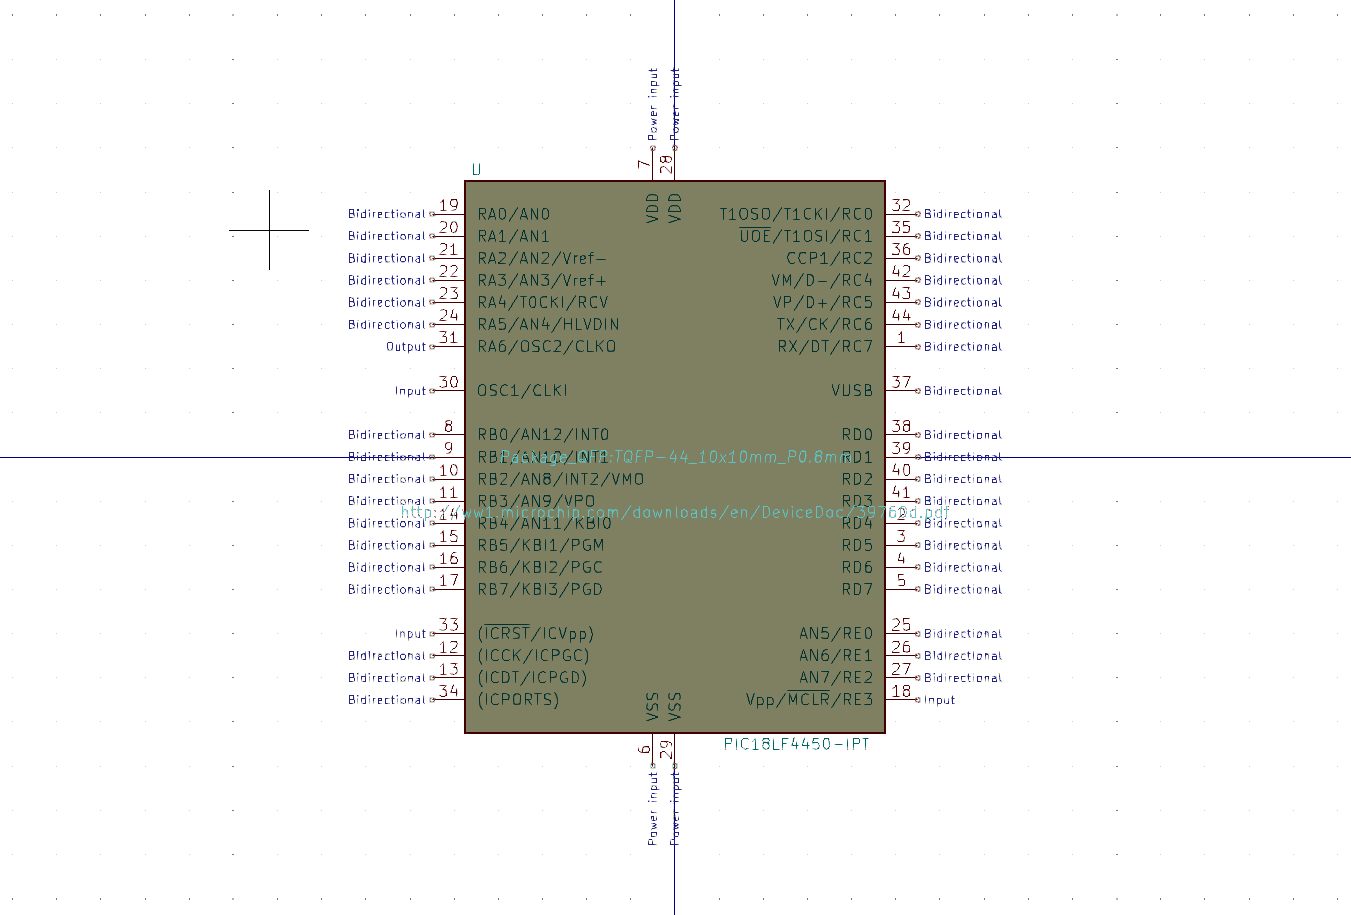 Power input Power input
7 28
U
VDD VDD
Bidirectional 19 RA0/AN0 T1OSO/T1CKI/RC0 32 Bidirectional
Bidirectional 20 RA1/AN1 UOE/T1OSI/RC1 35 Bidirectional
Bidirectional 21 RA2/AN2/Vref- CCP1/RC2 36 Bidirectional
Bidirectional 22 RA3/AN3/Vref+ VM/D-/RC4 42 Bidirectional
Bidirectional 23 RA4/T0CKI/RCV VP/D+/RC5 43 Bidirectional
Bidirectional 24 RA5/AN4/HLVDIN TX/CK/RC6 44 Bidirectional
Output 31 RA6/OSC2/CLKO RX/DT/RC7 1 Bidirectional
Input 30 OSC1/CLKI VUSB 37 Bidirectional
Bidirectional 8 RB0/AN12/INT0 RD0 38 Bidirectional
Bidirectional 9 RB1/AN10/INT1 RD1 39 Bidirectional
Package_QFP:TQFP-44_10x10mm_P0.8mm
Bidirectional 10 RB2/AN8/INT2/VMO RD2 40 Bidirectional
Bidirectional 11 RB3/AN9/VPO RD3 41 Bidirectional
http://ww1.microchip.com/downloads/en/DeviceDoc/39760d.pdf
Bidirectional 14 RB4/AN11/KBI0 RD4 2 Bidirectional
Bidirectional 15 RB5/KBI1/PGM RD5 3 Bidirectional
Bidirectional 16 RB6/KBI2/PGC RD6 4 Bidirectional
Bidirectional 17 RB7/KBI3/PGD RD7 5 Bidirectional
Input 33 (ICRST/ICVpp) AN5/RE0 25 Bidirectional
Bidirectional 12 (ICCK/ICPGC) AN6/RE1 26 Bidirectional
Bidirectional 13 (ICDT/ICPGD) AN7/RE2 27 Bidirectional
Bidirectional 34 (ICPORTS) Vpp/MCLR/RE3 18 Input
VSS VSS
6 29
PIC18LF4450-IPT
Power input Power input